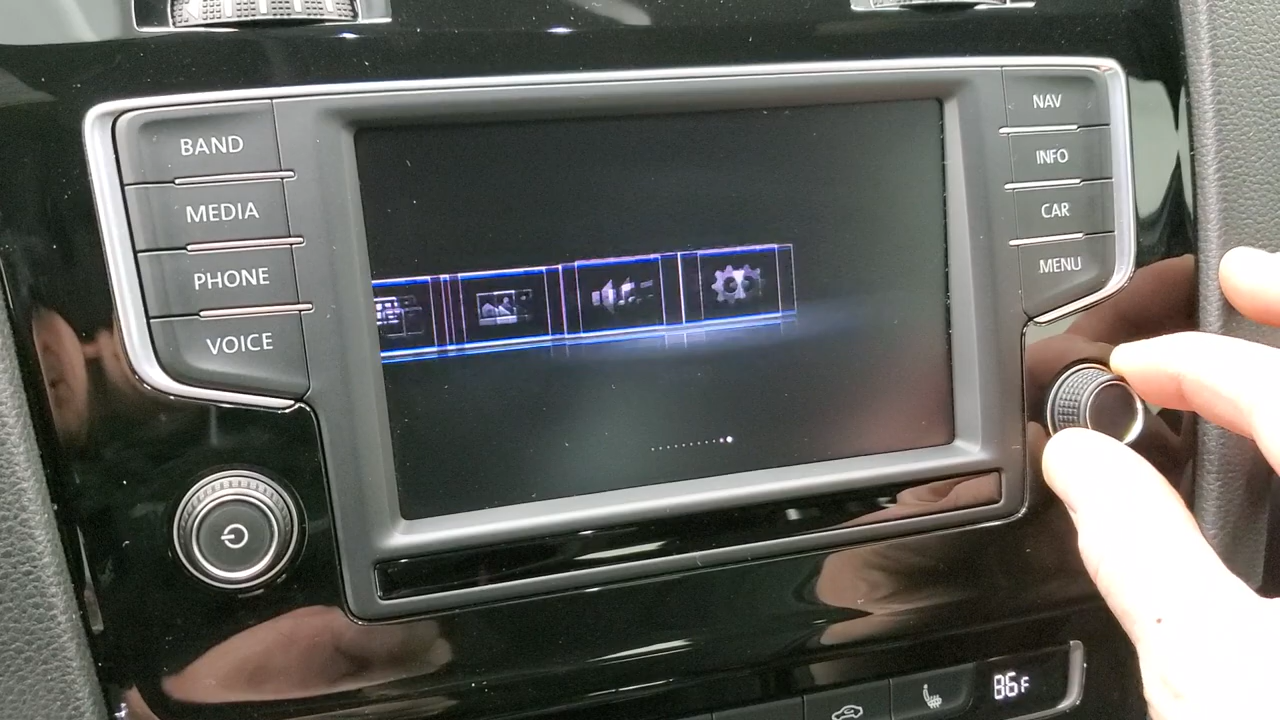 BAND
MEDIA
PHONE
VOICE
NAV
INFO
CAR
MENU
86F